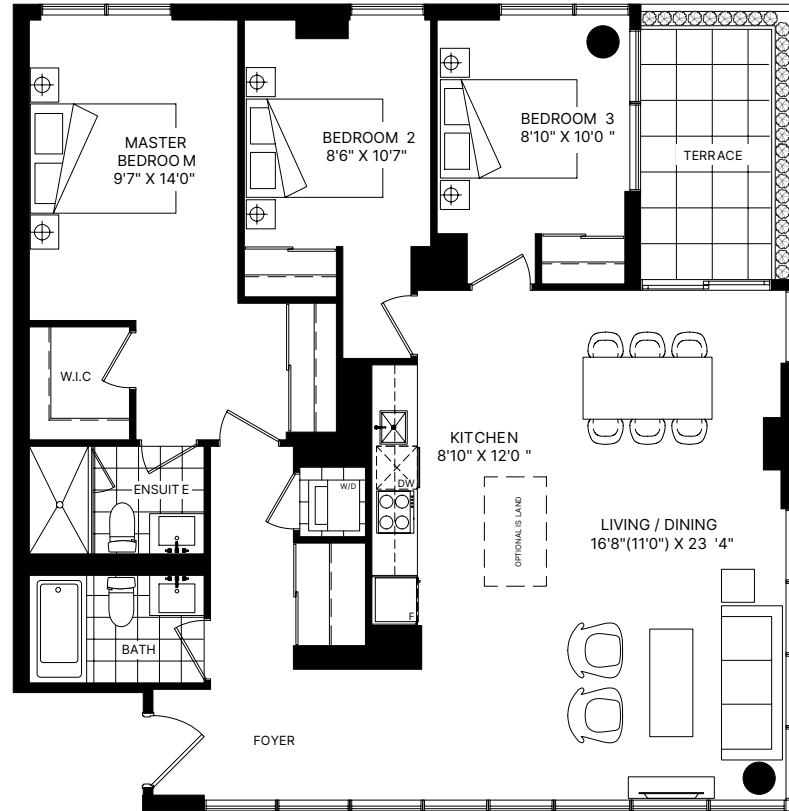 MASTER
BEDROO M
9'7" X 14'0"
BEDROOM 2
8'6" X 10'7"
BEDROOM 3
8'10" X 10'0 "
TERRACE
W.I.C
KITCHEN
8'10" X 12'0 "
ENSUIT E
W/D
DW
OPTIONAL IS LAND
LIVING / DINING
16'8"(11'0") X 23 '4"
F
BATH
FOYER